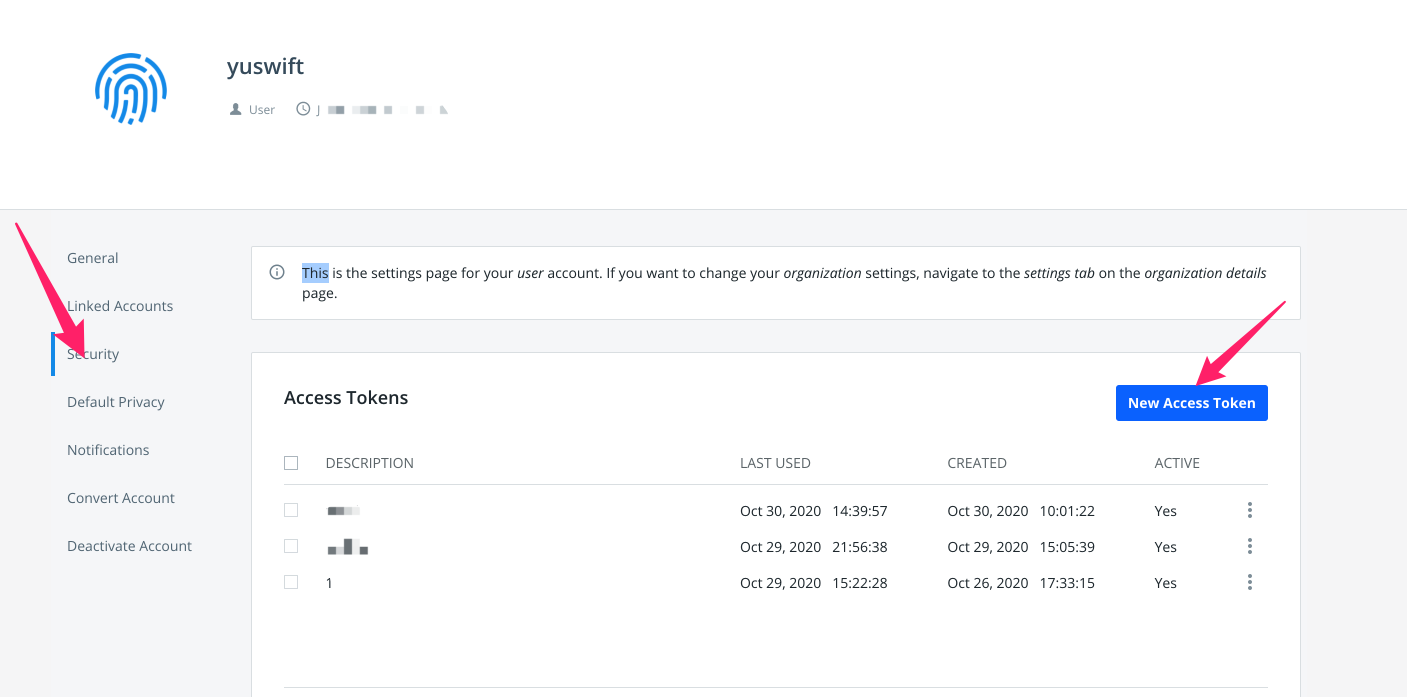 yuswift
User J
General
Linked Accounts
Security
Default Privacy
Notifications
Convert Account
Deactivate Account
This is the settings page for your user account. If you want to change your organization settings, navigate to the settings tab on the organization details
page.
Access Tokens
New Access Token
DESCRIPTION LAST USED CREATED ACTIVE
Oct 30, 2020 14:39:57 Oct 30, 2020 10:01:22 Yes
Oct 29, 2020 21:56:38 Oct 29, 2020 15:05:39 Yes
1 Oct 29, 2020 15:22:28 Oct 26, 2020 17:33:15 Yes